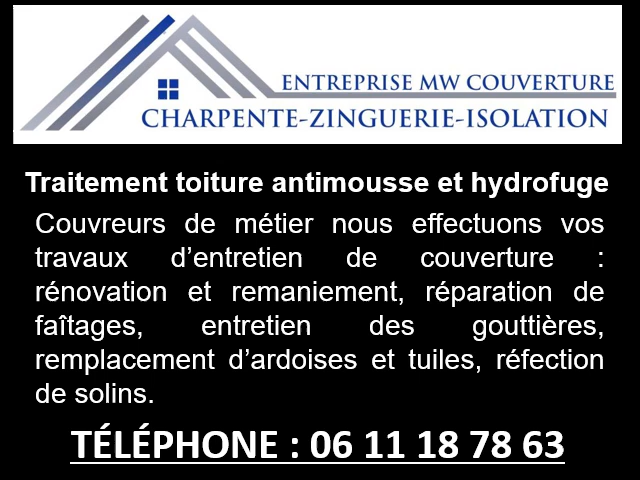 ENTREPRISE MW COUVERTURE
CHARPENTE-ZINGUERIE-ISOLATION
Traitement toiture antimousse et hydrofuge
Couvreurs de métier nous effectuons vos
travaux d’entretien de couverture :
rénovation et remaniement, réparation de
faîtages, entretien des gouttières,
remplacement d’ardoises et tuiles, réfection
de solins.
TÉLÉPHONE : 06 11 18 78 63